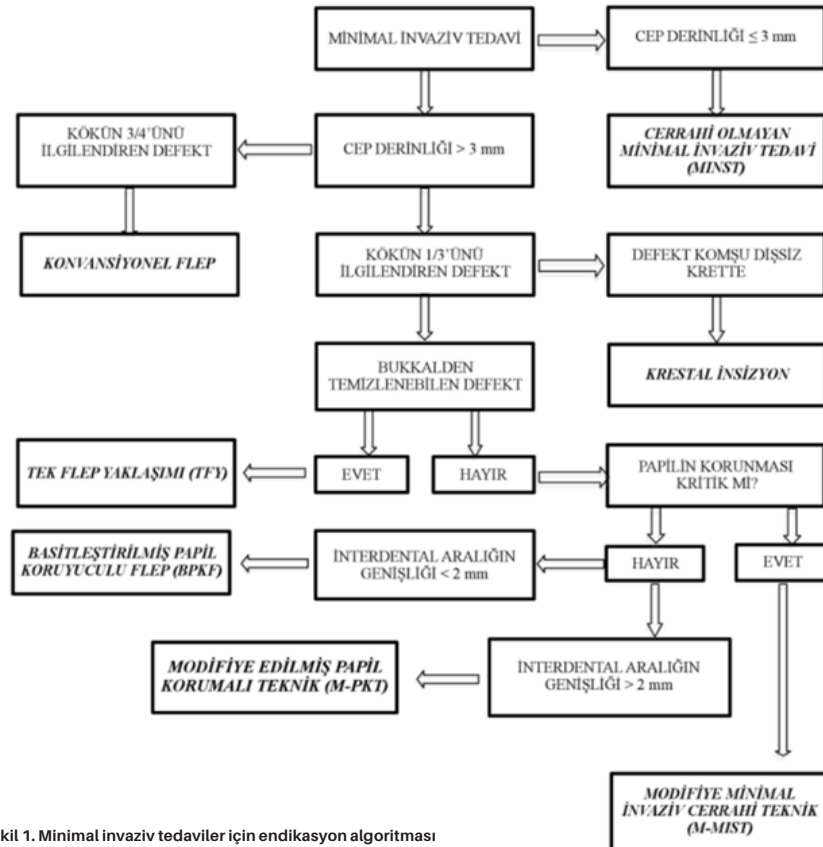 MİNİMAL İNVAZİV TEDAVİ
CEP DERİNLİĞİ ≤ 3 mm
KÖKÜN 3/4'ÜNÜ
İLGİLENDİREN DEFEKT
CEP DERİNLİĞİ > 3 mm
CERRAHİ OLMAYAN
MİNİMAL İNVAZİV TEDAVİ
(MINST)
KONVANSİYONEL FLEP
KÖKÜN 1/3'ÜNÜ
İLGİLENDİREN DEFEKT
DEFEKT KOMŞU DİŞSİZ
KRETTE
BUKKALDEN
TEMİZLENEBİLEN DEFEKT
KRESTAL İNSİZYON
TEK FLEP YAKLAŞIMI (TFY)
EVET
HAYIR
PAPİLİN KORUNMASI
KRİTİK Mİ?
BASİTLEŞTİRİLMİŞ PAPİL
KORUYUCULU FLEP (BPKF)
İNTERDENTAL ARALIĞIN
GENİŞLİĞİ < 2 mm
HAYIR
EVET
MODİFİYE EDİLMİŞ PAPİL
KORUMALI TEKNİK (M-PKT)
İNTERDENTAL ARALIĞIN
GENİŞLİĞİ > 2 mm
MODİFİYE MİNİMAL
İNVAZİV CERRAHİ TEKNİK
(M-MIST)
kil 1. Minimal invaziv tedaviler için endikasyon algoritması